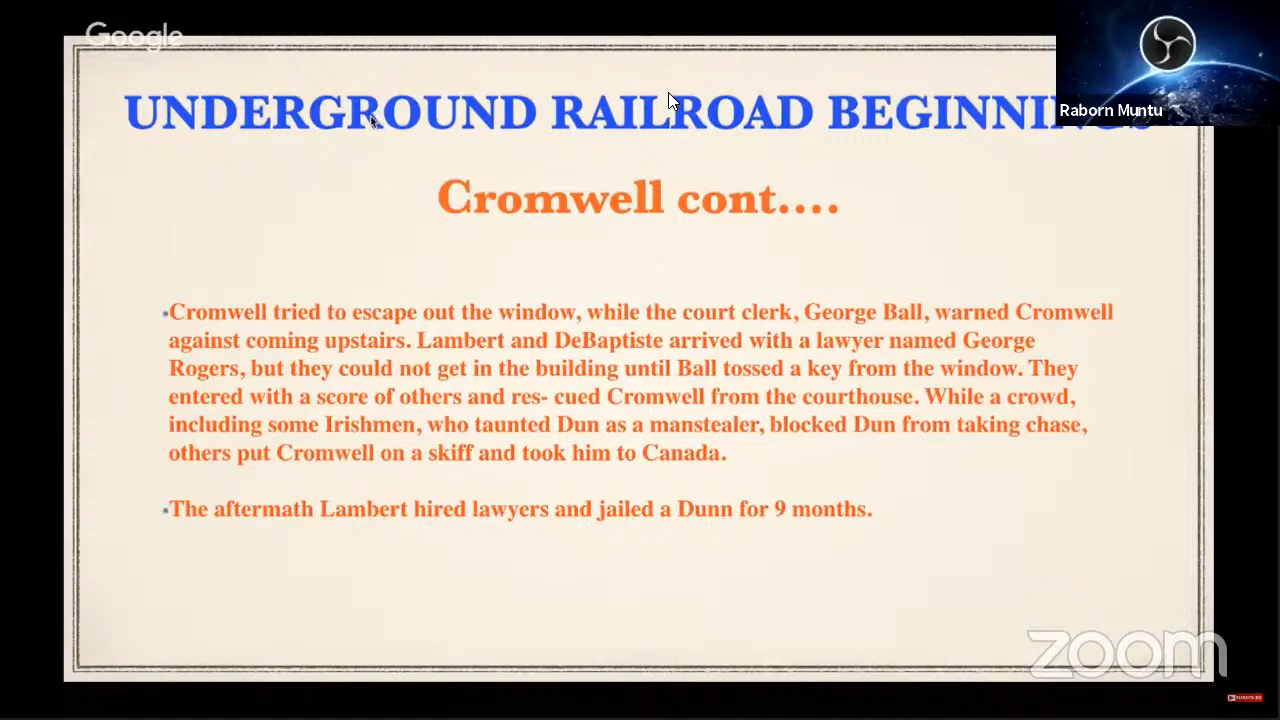 Google
UNDERGROUND RAILROAD BEGINNINGS
Raborn Muntu
Cromwell cont....
•Cromwell tried to escape out the window, while the court clerk, George Ball, warned Cromwell
against coming upstairs. Lambert and DeBaptiste arrived with a lawyer named George
Rogers, but they could not get in the building until Ball tossed a key from the window. They
entered with a score of others and res- cued Cromwell from the courthouse. While a crowd,
including some Irishmen, who taunted Dun as a manstealer, blocked Dun from taking chase,
others put Cromwell on a skiff and took him to Canada.
•The aftermath Lambert hired lawyers and jailed a Dunn for 9 months.
zoom
SUBSCRIBE